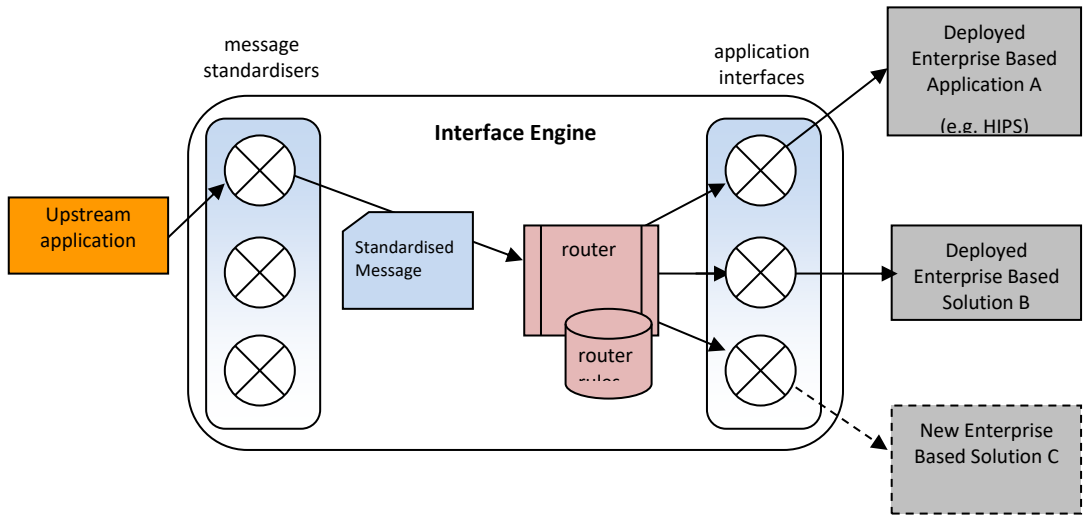 message
standardisers
application
interfaces
Deployed
Enterprise Based
Application A
(e.g. HIPS)
Interface Engine
Upstream
application
Standardised
Message
router
router
rules
Deployed
Enterprise Based
Solution B
New Enterprise
Based Solution C